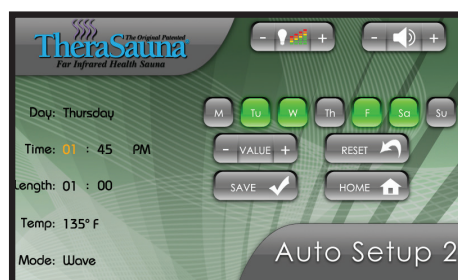 The Original Patented
TheraSauna®
Far Infrared Health Sauna
- +
- +
Day: Thursday
M Tu W Th F Sa Su
Time: 01 : 45 PM
- VALUE +
RESET
Length: 01 : 00
SAVE
HOME
Temp: 135° F
Mode: Wave
Auto Setup 2